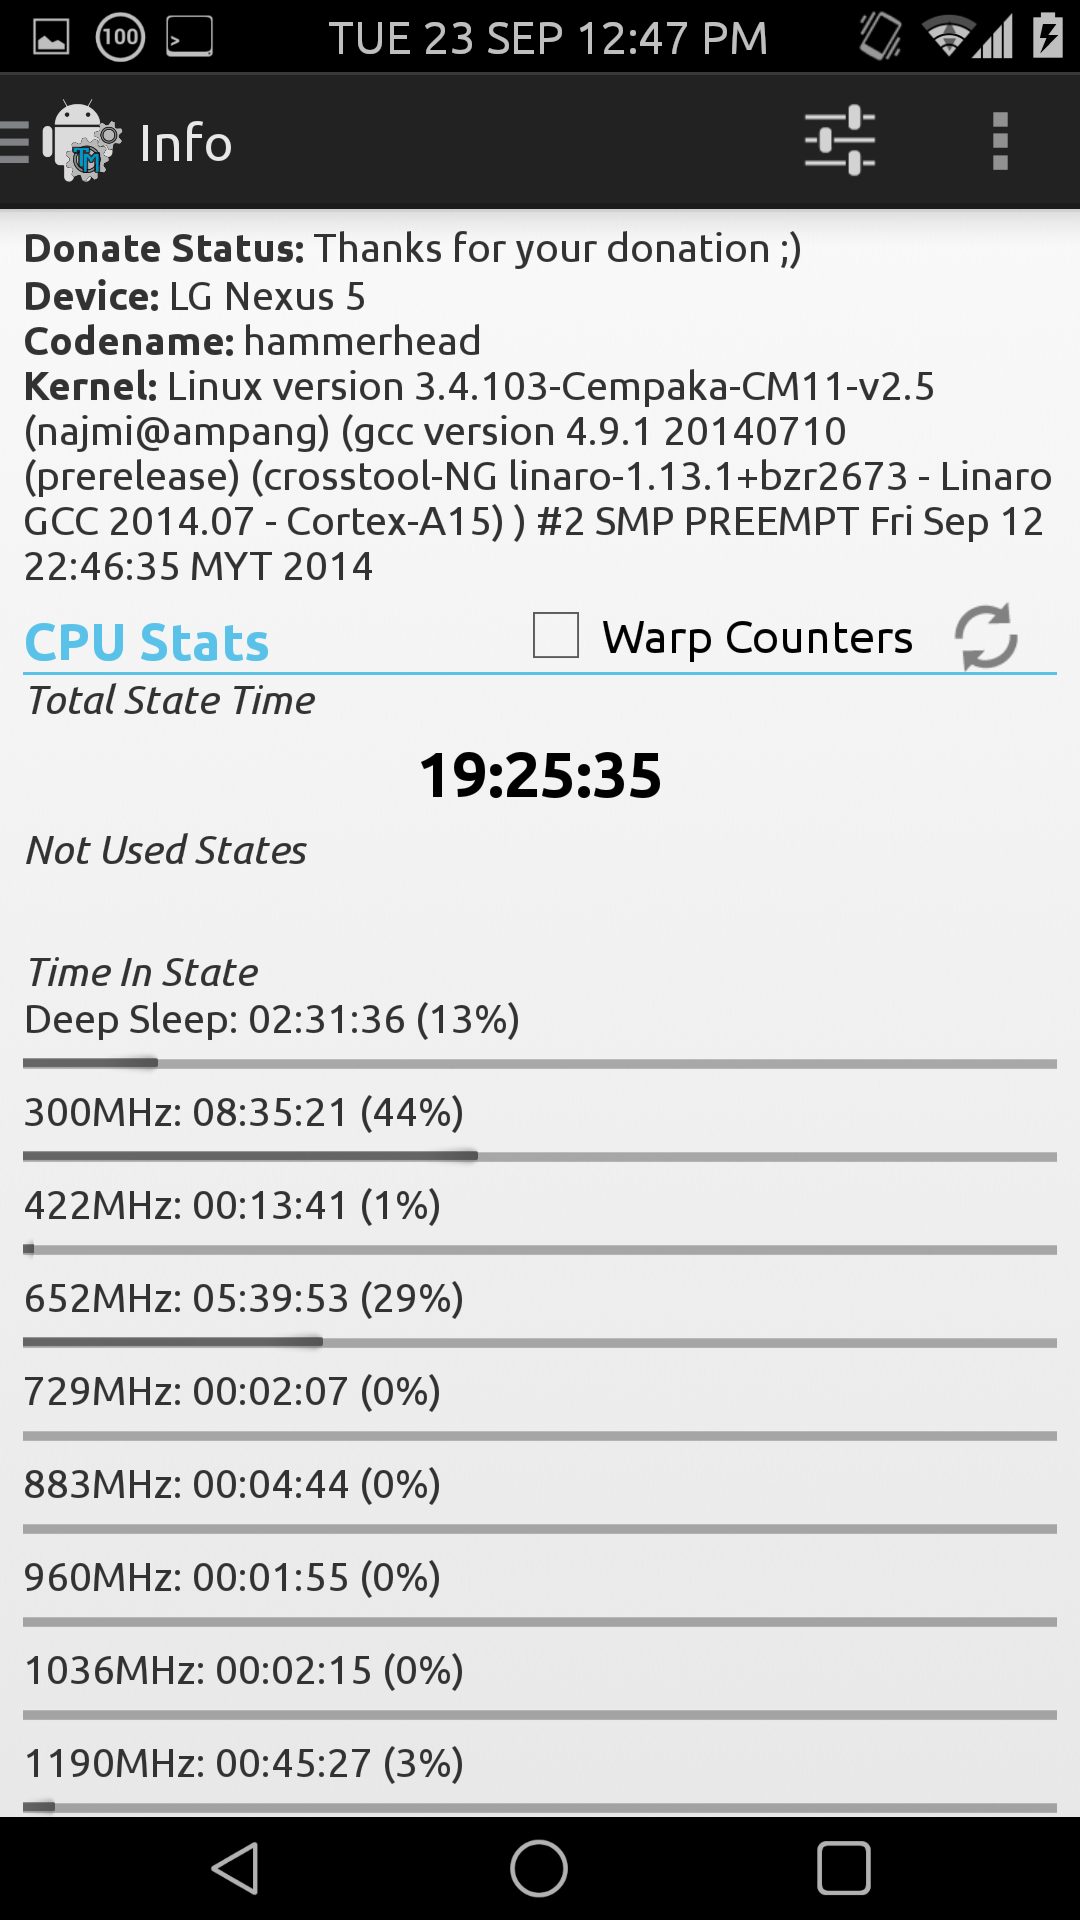 100 TUE 23 SEP 12:47 PM
TM Info
Donate Status: Thanks for your donation ;)
Device: LG Nexus 5
Codename: hammerhead
Kernel: Linux version 3.4.103-Cempaka-CM11-v2.5
(najmi@ampang) (gcc version 4.9.1 20140710
(prerelease) (crosstool-NG linaro-1.13.1+bzr2673 - Linaro
GCC 2014.07 - Cortex-A15) ) #2 SMP PREEMPT Fri Sep 12
22:46:35 MYT 2014
CPU Stats Warp Counters
Total State Time
19:25:35
Not Used States
Time In State
Deep Sleep: 02:31:36 (13%)
300MHz: 08:35:21 (44%)
422MHz: 00:13:41 (1%)
652MHz: 05:39:53 (29%)
729MHz: 00:02:07 (0%)
883MHz: 00:04:44 (0%)
960MHz: 00:01:55 (0%)
1036MHz: 00:02:15 (0%)
1190MHz: 00:45:27 (3%)